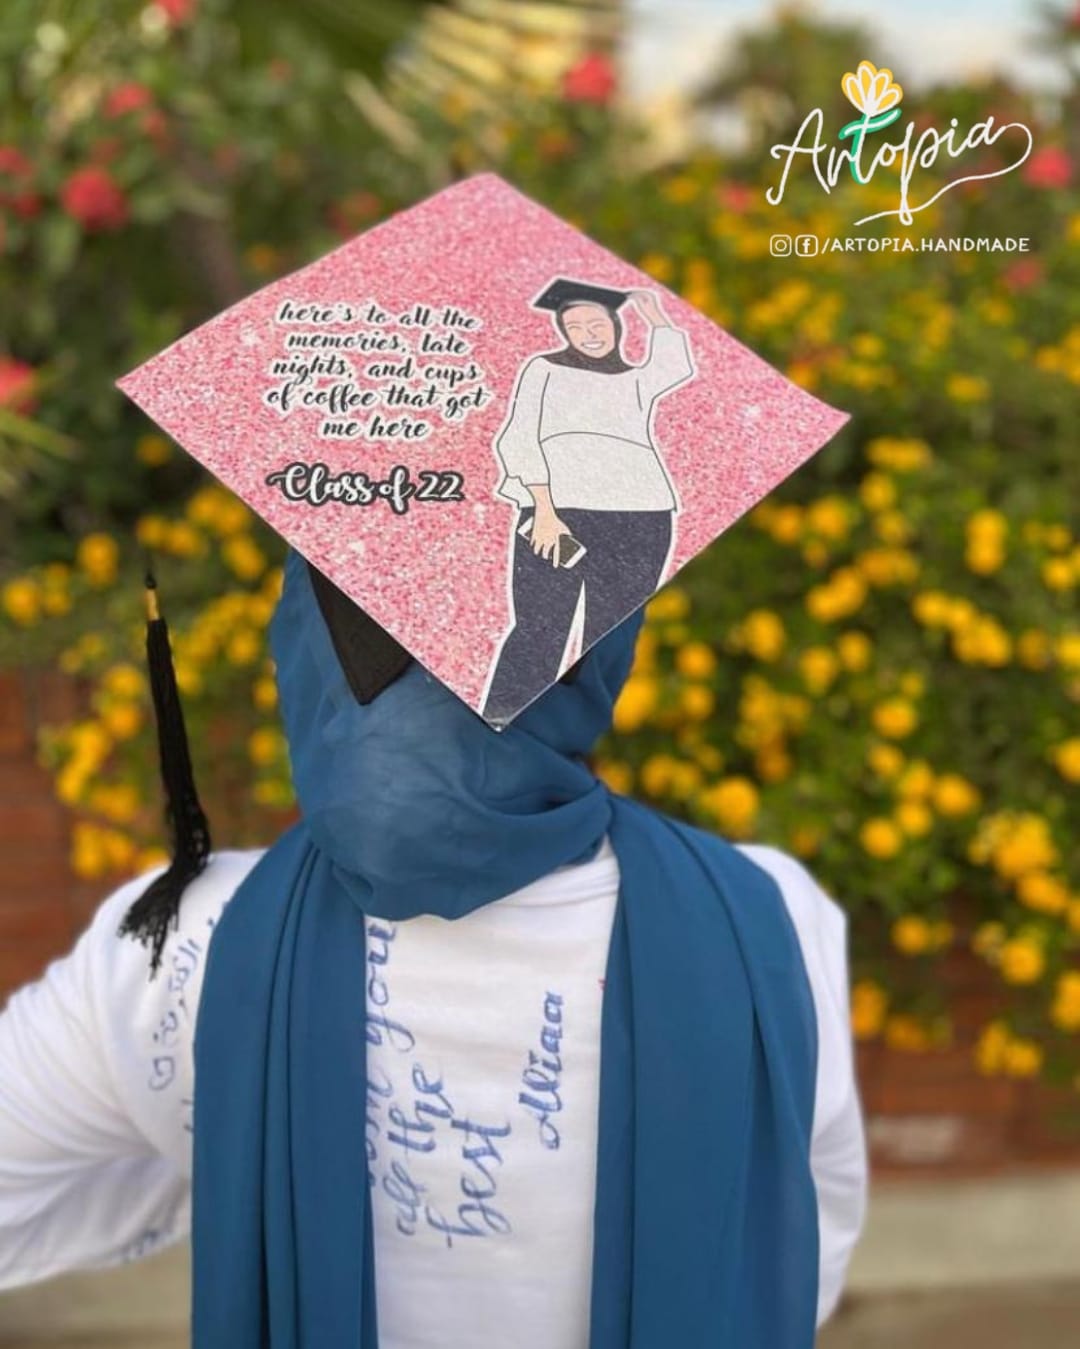 Artopia
/ARTOPIA.HANDMADE
here's to all the
memories, late
nights, and cups
of coffee that got
me here
Class of 22
you
all the
best
Aliaa